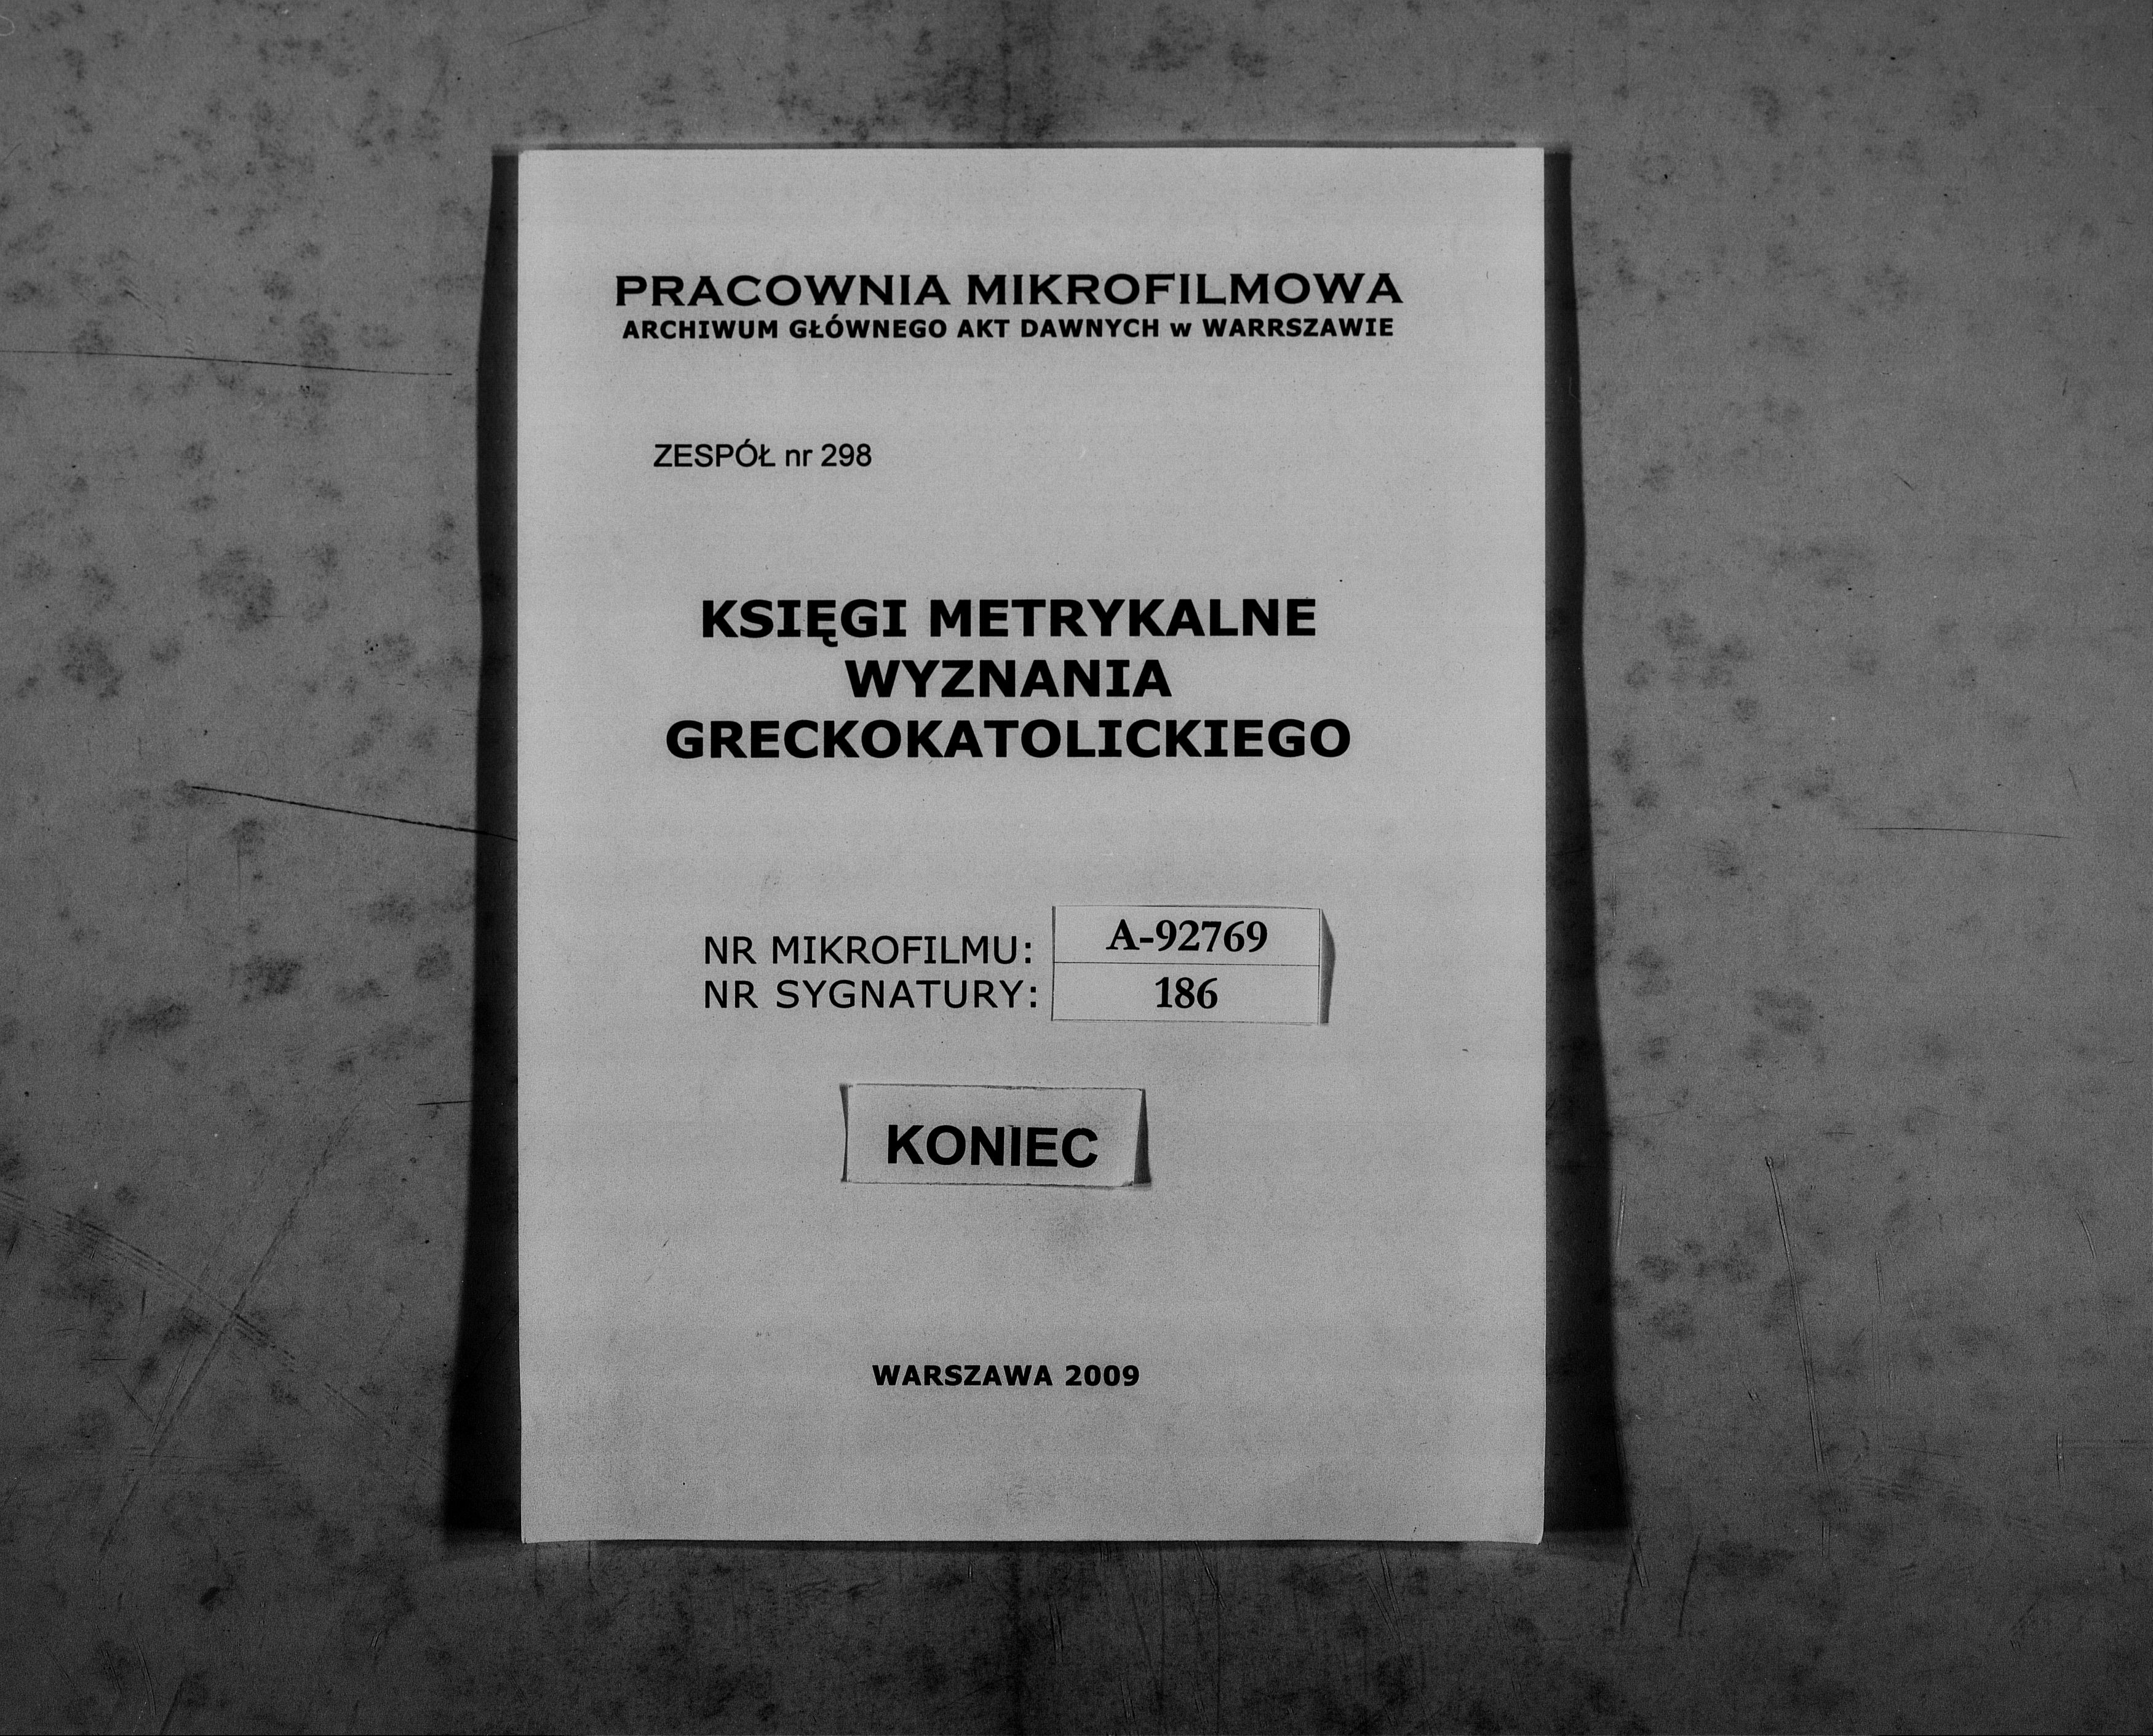 PRACOWNIA MIKROFILMOWA
ARCHIWUM GŁÓWNEGO AKT DAWNYCH w WARRSZAWIE
ZESPÓŁ nr 298
KSIĘGI METRYKALNE
WYZNANIA
GRECKOKATOLICKIEGO
NR MIKROFILMU: A-92769
NR SYGNATURY: 186
KONIEC
WARSZAWA 2009